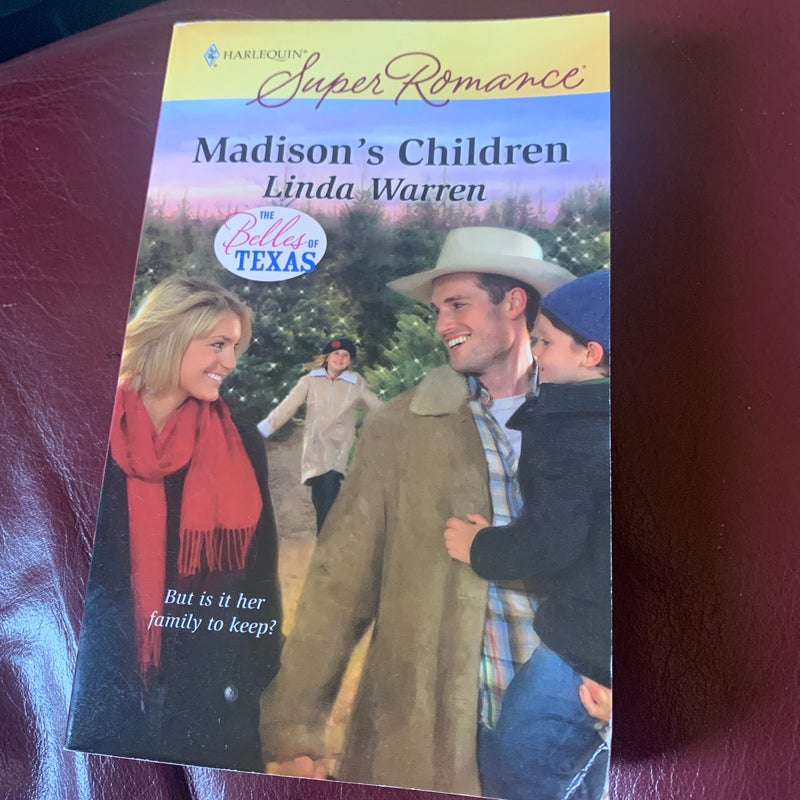 HARLEQUIN®
Super Romance®
Madison's Children
Linda Warren
THE
Belles OF
TEXAS
But is it her
family to keep?